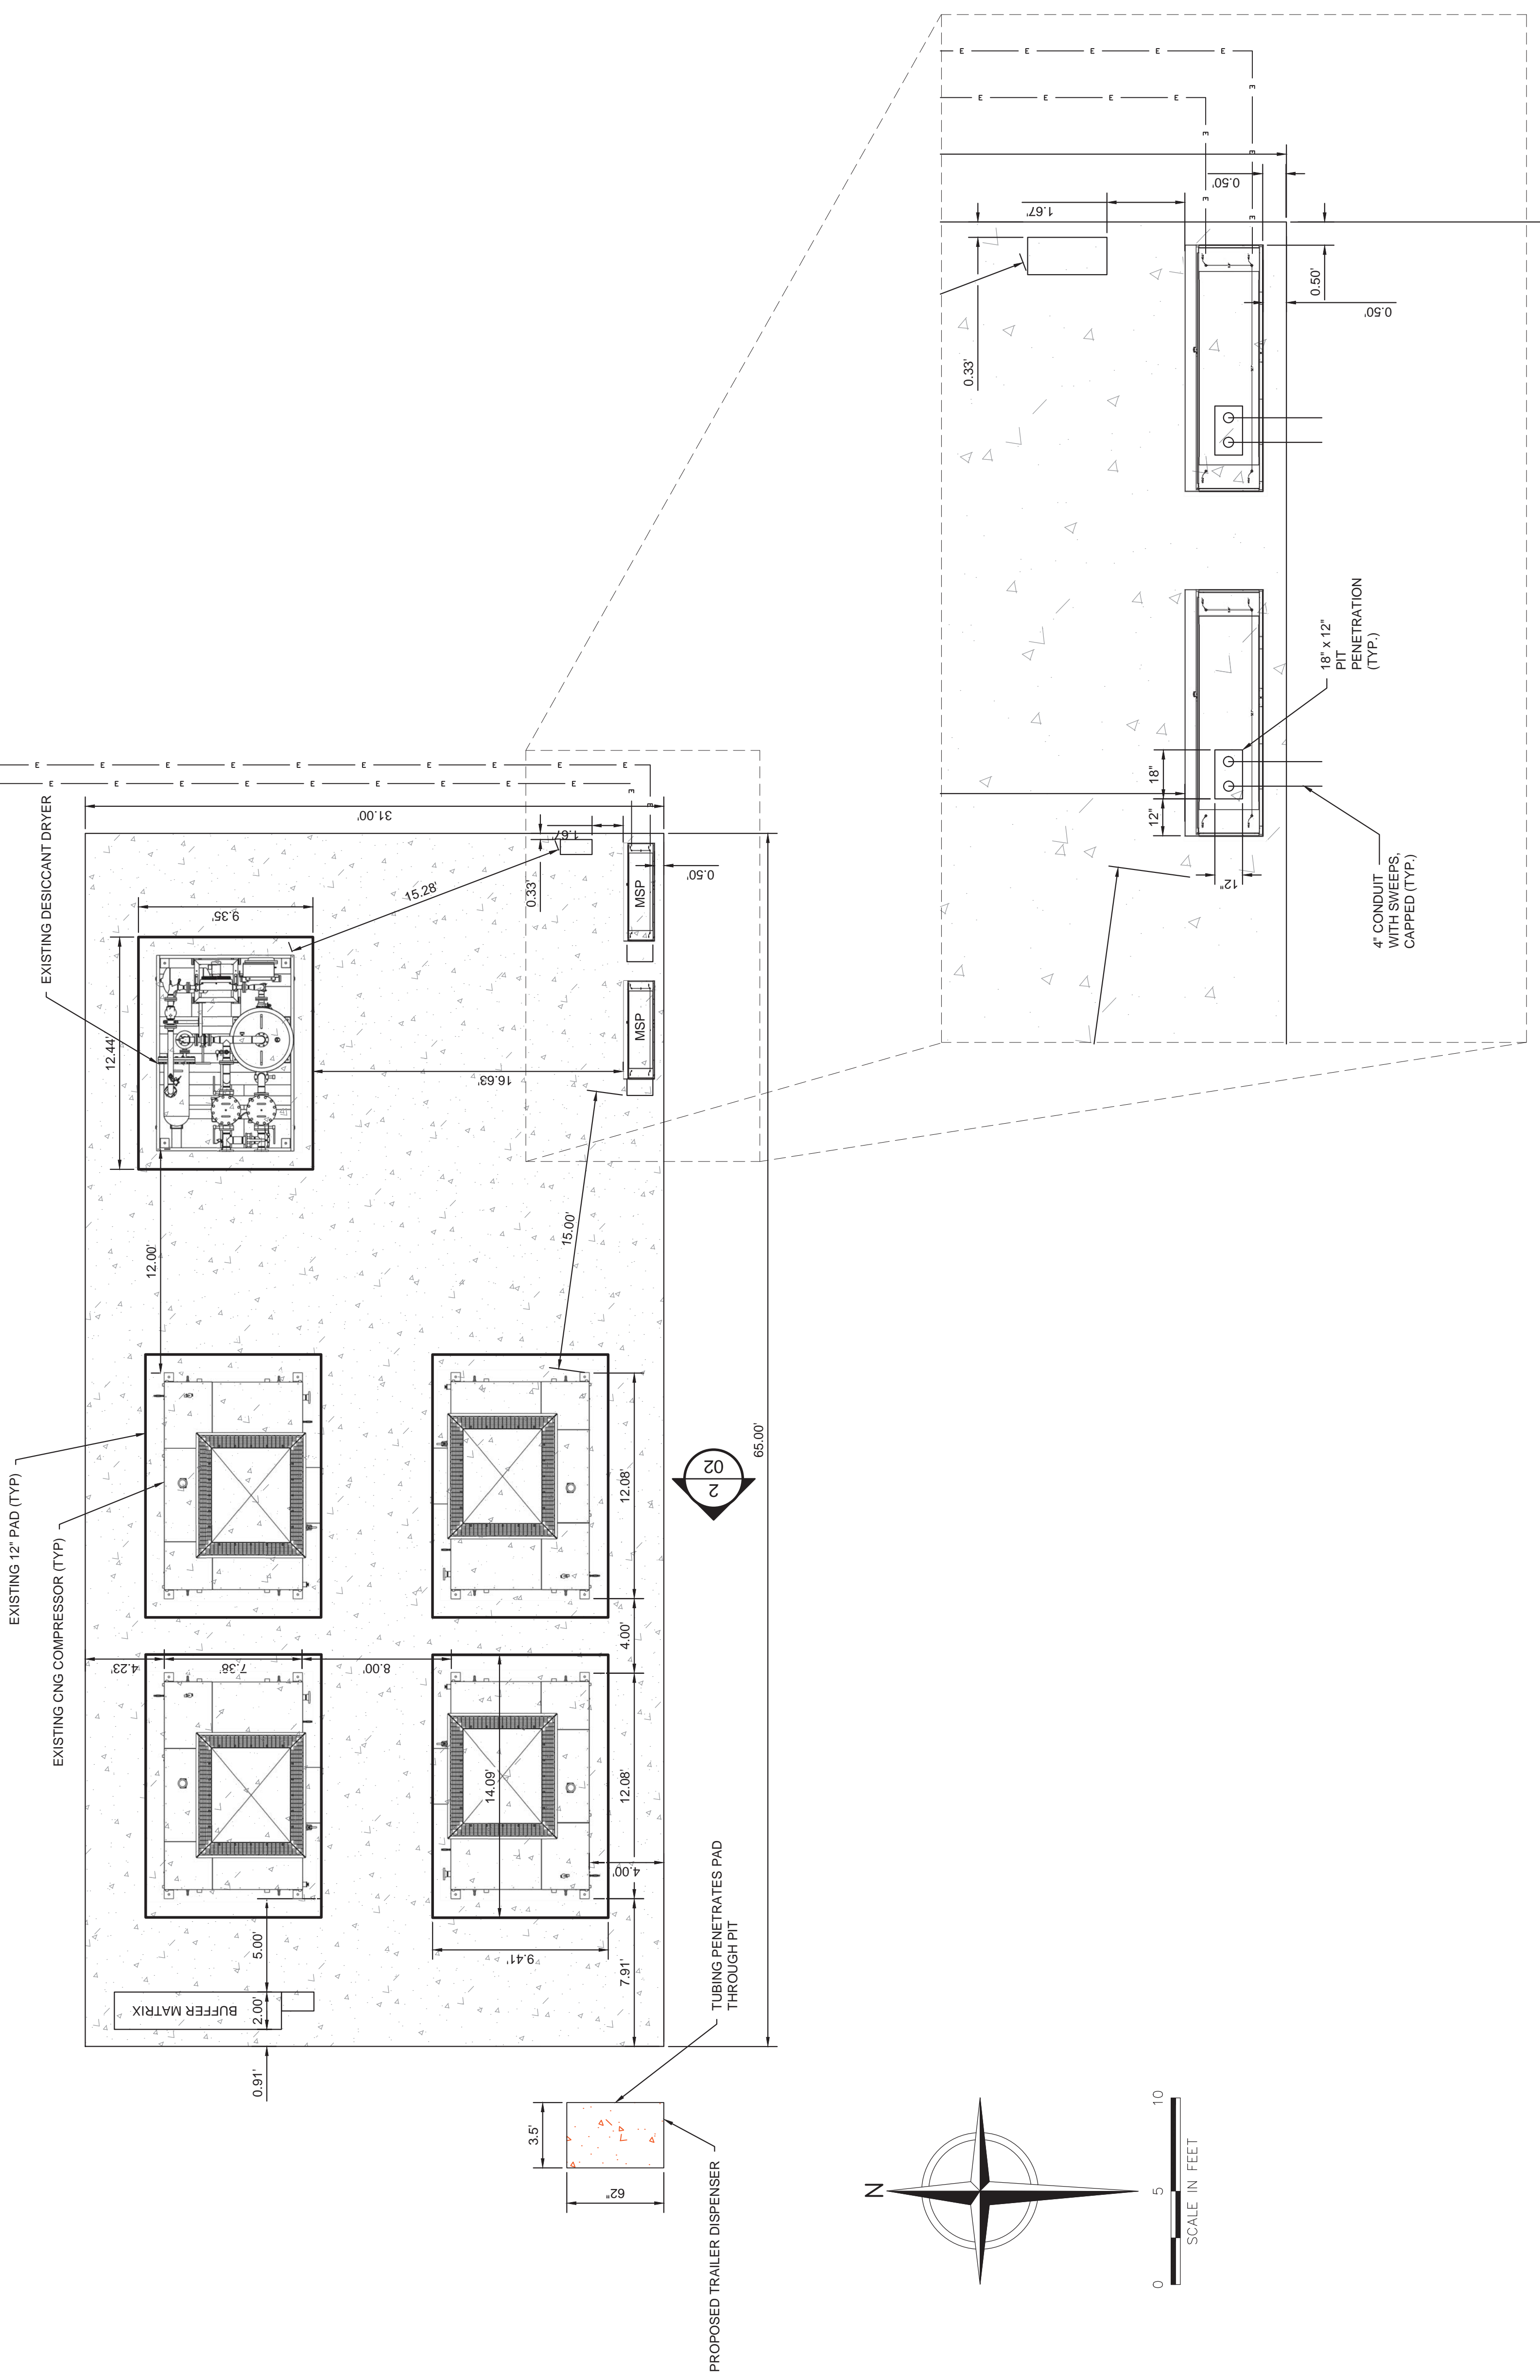 E E E E E
E E E E
E
E
E
E
E
0.50'
1.67'
0.33'
0.50'
0.50'
18" x 12"
PIT
PENETRATION
(TYP.)
18"
12"
12"
4" CONDUIT
WITH SWEEPS,
CAPPED (TYP.)
E E E E E E E E E E
E E E E E E E E E
E
E
EXISTING DESICCANT DRYER
31.00'
1.67'
0.33'
15.28'
9.35'
0.50'
MSP
MSP
12.44'
16.63'
12.00'
15.00'
EXISTING 12" PAD (TYP)
EXISTING CNG COMPRESSOR (TYP)
65.00'
12.08'
2
02
4.00'
4.23'
7.38'
8.00'
14.09'
12.08'
4.00'
5.00'
9.41'
7.91'
TUBING PENETRATES PAD
THROUGH PIT
BUFFER MATRIX
2.00'
0.91'
3.5'
62"
PROPOSED TRAILER DISPENSER
N
0 5 10
SCALE IN FEET